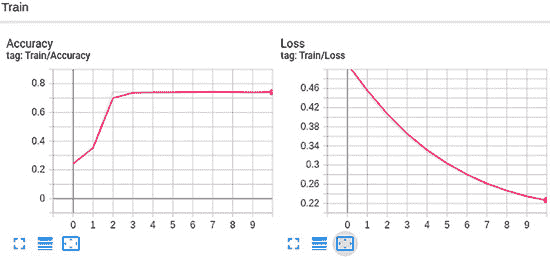 Train
Accuracy
tag: Train/Accuracy
0.8
0.6
0.4
0.2
0
0 1 2 3 4 5 6 7 8 9
Loss
tag: Train/Loss
0.46
0.42
0.38
0.34
0.3
0.26
0.22
0 1 2 3 4 5 6 7 8 9